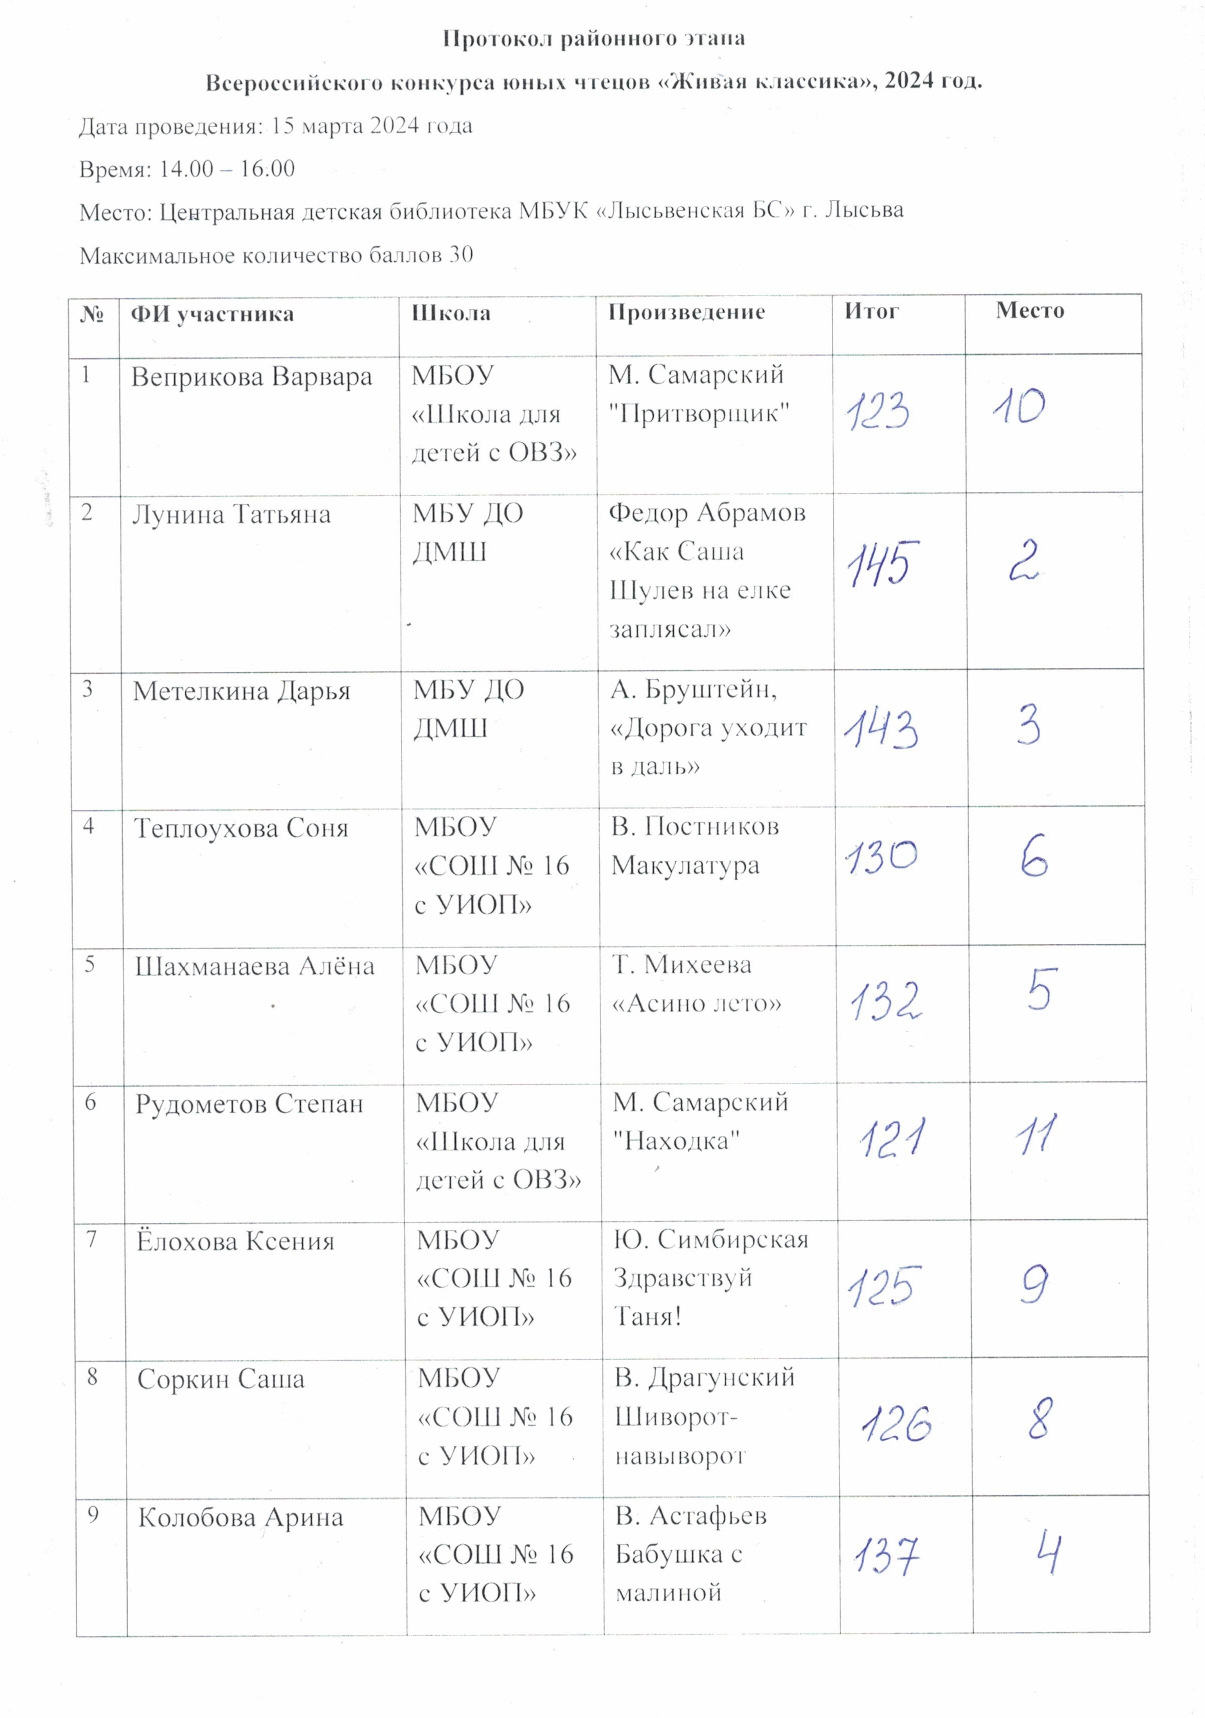 Протокол районного этапа
Всероссийского конкурса юных чтецов «Живая классика», 2024 год.
Дата проведения: 15 марта 2024 года
Время: 14.00 – 16.00
Место: Центральная детская библиотека МБУК «Лысьвенская БС» г. Лысьва
Максимальное количество баллов 30
№ ФИ участника Школа Произведение Итог Место
1 Веприкова Варвара МБОУ М. Самарский 123 10
«Школа для "Притворщик"
детей с ОВЗ»
2 Лунина Татьяна МБУ ДО Федор Абрамов 145 2
ДМШ «Как Саша
Шулев на елке
заплясал»
3 Метелкина Дарья МБУ ДО А. Бруштейн, 143 3
ДМШ «Дорога уходит
в даль»
4 Теплоухова Соня МБОУ В. Постников 130 6
«СОШ № 16 Макулатура
с УИОП»
5 Шахманаева Алёна МБОУ Т. Михеева 132 5
«СОШ № 16 «Асино лето»
с УИОП»
6 Рудометов Степан МБОУ М. Самарский 121 11
«Школа для "Находка"
детей с ОВЗ»
7 Ёлохова Ксения МБОУ Ю. Симбирская 125 9
«СОШ № 16 Здравствуй
с УИОП» Таня!
8 Соркин Саша МБОУ В. Драгунский 126 8
«СОШ № 16 Шиворот-
с УИОП» навыворот
9 Колобова Арина МБОУ В. Астафьев 137 4
«СОШ № 16 Бабушка с
с УИОП» малиной